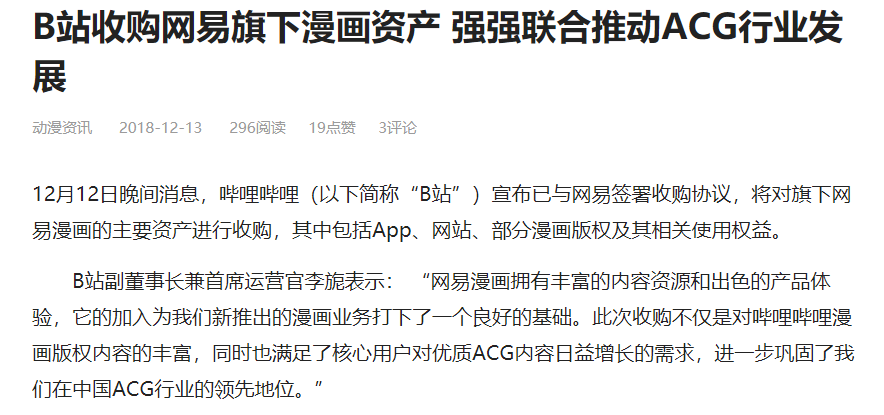 B站收购网易旗下漫画资产 强强联合推动ACG行业发
展
动漫资讯 2018-12-13 296阅读 19点赞 3评论
12月12日晚间消息，哔哩哔哩（以下简称“B站”）宣布已与网易签署收购协议，将对旗下网
易漫画的主要资产进行收购，其中包括App、网站、部分漫画版权及其相关使用权益。
B站副董事长兼首席运营官李旎表示： “网易漫画拥有丰富的内容资源和出色的产品体
验，它的加入为我们新推出的漫画业务打下了一个良好的基础。此次收购不仅是对哔哩哔哩漫
画版权内容的丰富，同时也满足了核心用户对优质ACG内容日益增长的需求，进一步巩固了我
们在中国ACG行业的领先地位。”